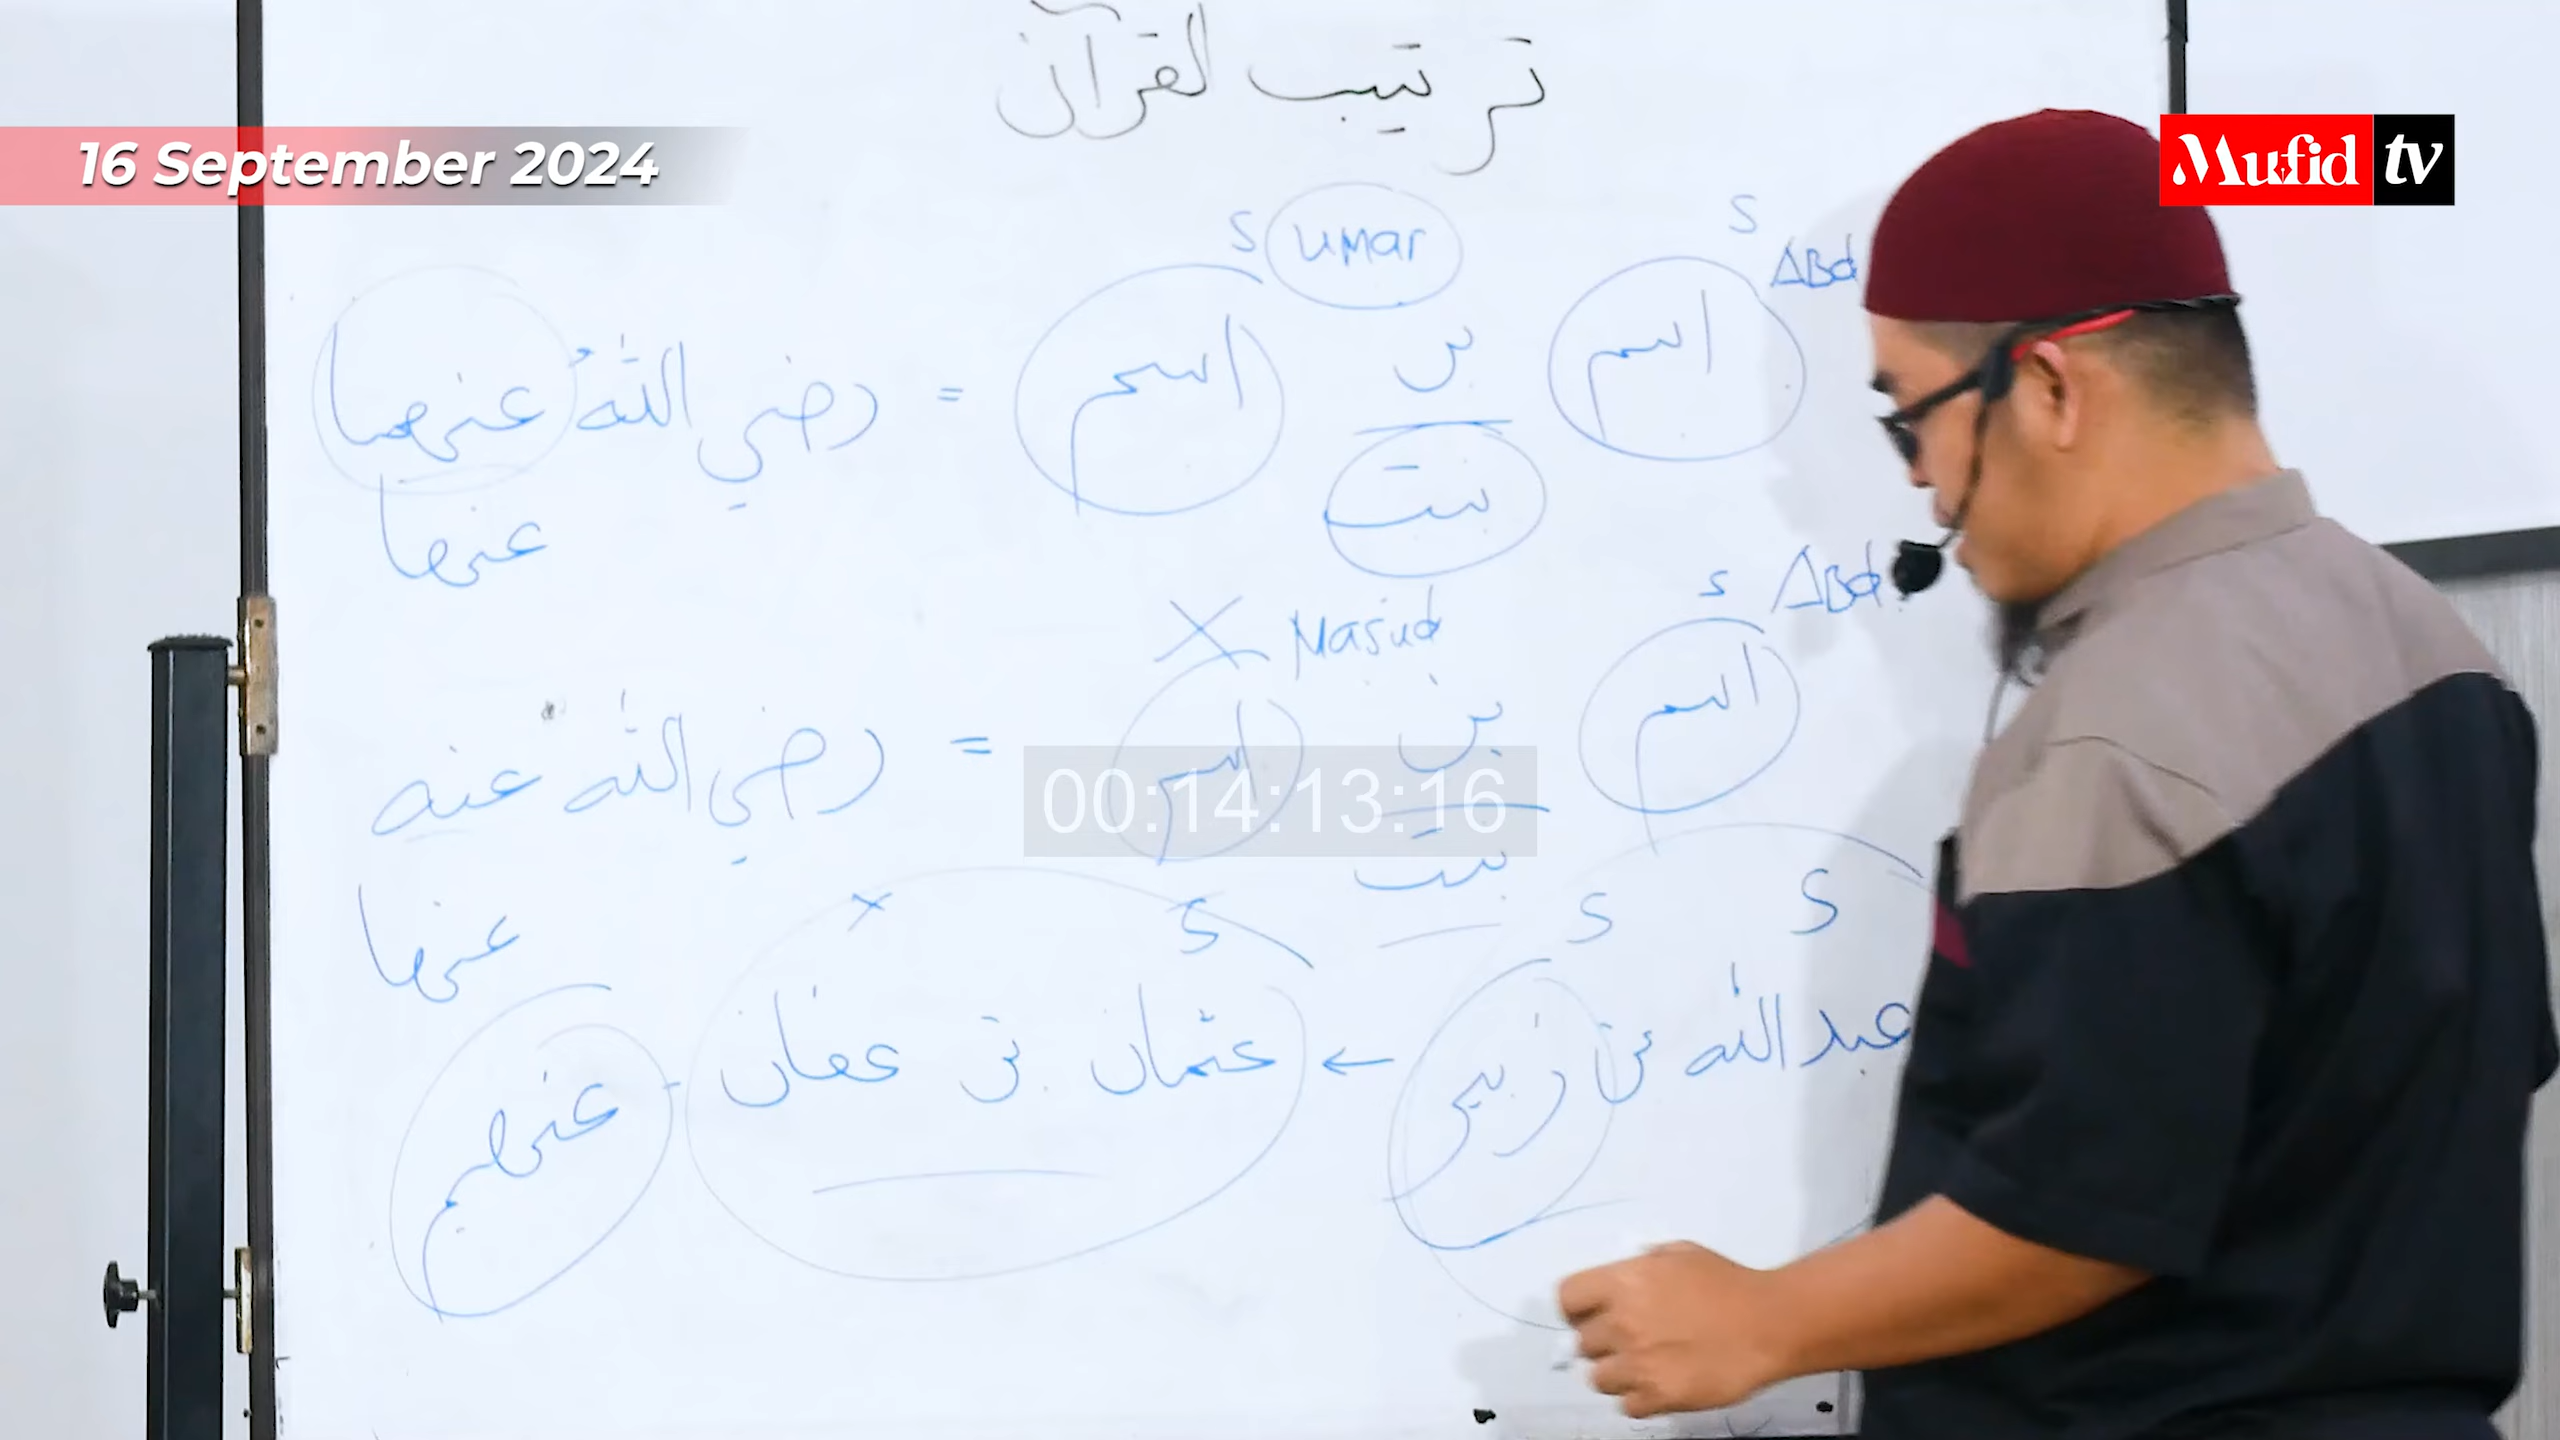 ترتيب القرآن
16 September 2024
Mufid tv
S umar S Abd
اسم بن اسم = رضي اللهُ عنهما
بنت عنها
S Abd
X Masud
اسم بن اسم = رضي الله عنه
00:14:13:16
بنت
عنها
S S S x
عبد الله بن زبير ← عثمان بن عفان - عنهم